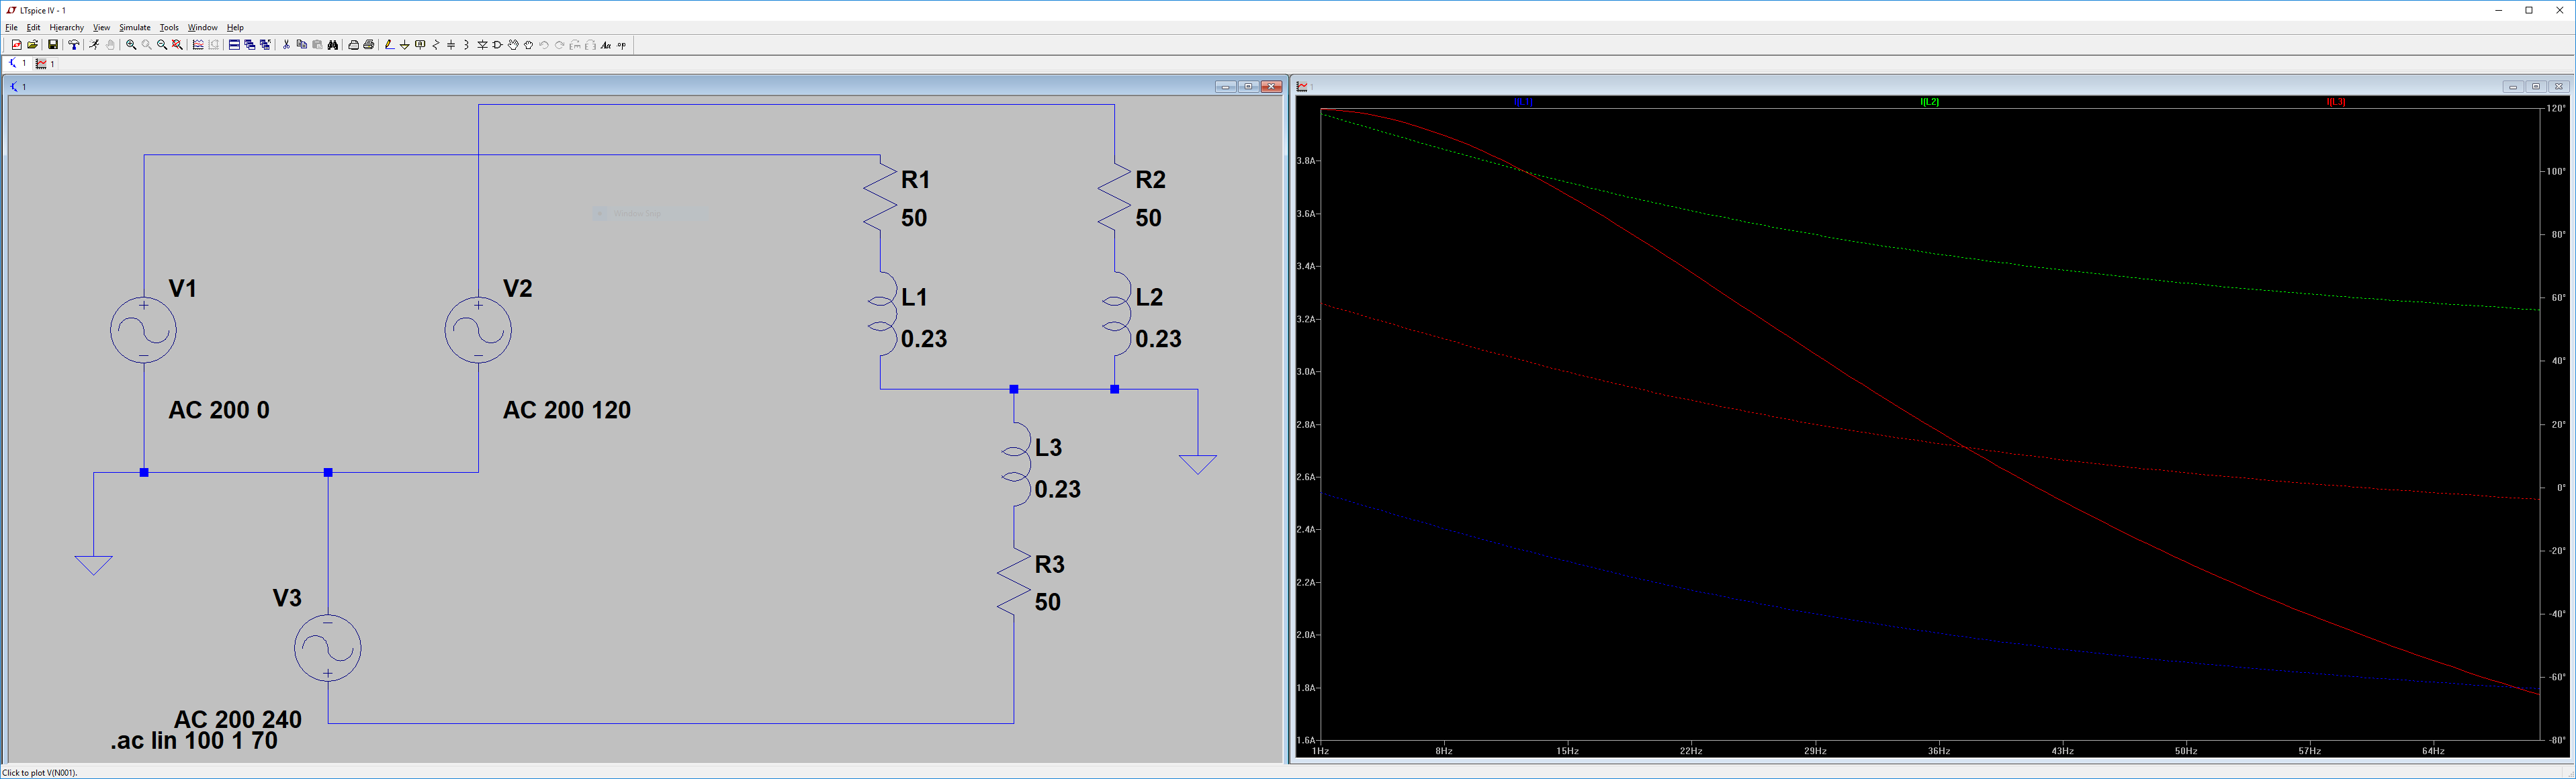 LTspice IV - 1
File Edit Hierarchy View Simulate Tools Window Help
1 1
1
V1
AC 200 0
V2
AC 200 120
R1
50
L1
0.23
R2
50
L2
0.23
L3
0.23
R3
50
V3
AC 200 240
.ac lin 100 1 70
Window Snip
1
I(L1) I(L2) I(L3)
3.8A
3.6A
3.4A
3.2A
3.0A
2.8A
2.6A
2.4A
2.2A
2.0A
1.8A
1.6A
120°
100°
80°
60°
40°
20°
0°
-20°
-40°
-60°
-80°
1Hz 8Hz 15Hz 22Hz 29Hz 36Hz 43Hz 50Hz 57Hz 64Hz
Click to plot V(N001).